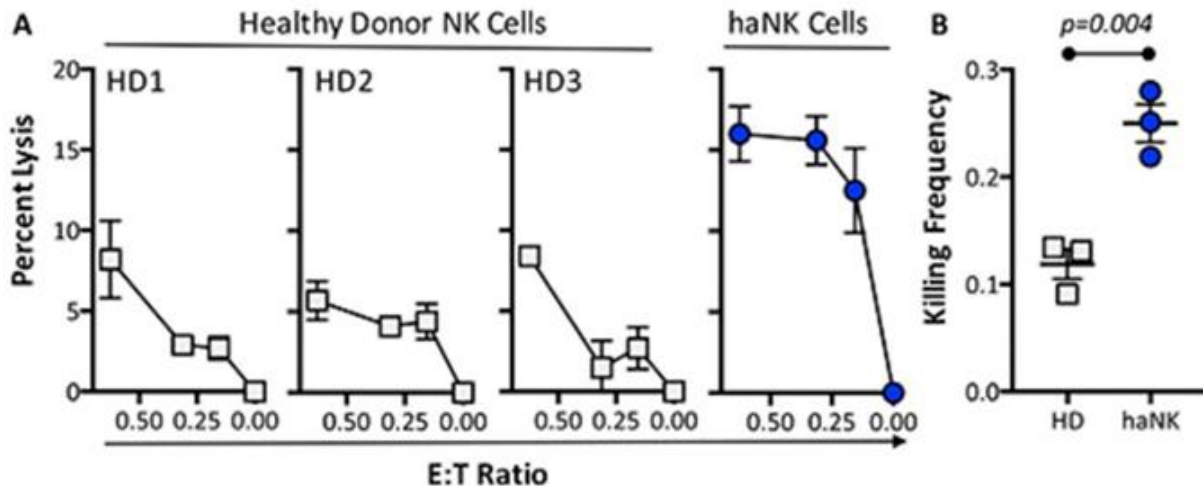 A
Healthy Donor NK Cells
haNK Cells
B
p=0.004
HD1
HD2
HD3
Percent Lysis
20
15
10
5
0
0.50 0.25 0.00
0.50 0.25 0.00
0.50 0.25 0.00
0.50 0.25 0.00
E:T Ratio
Killing Frequency
0.3
0.2
0.1
0.0
HD
haNK